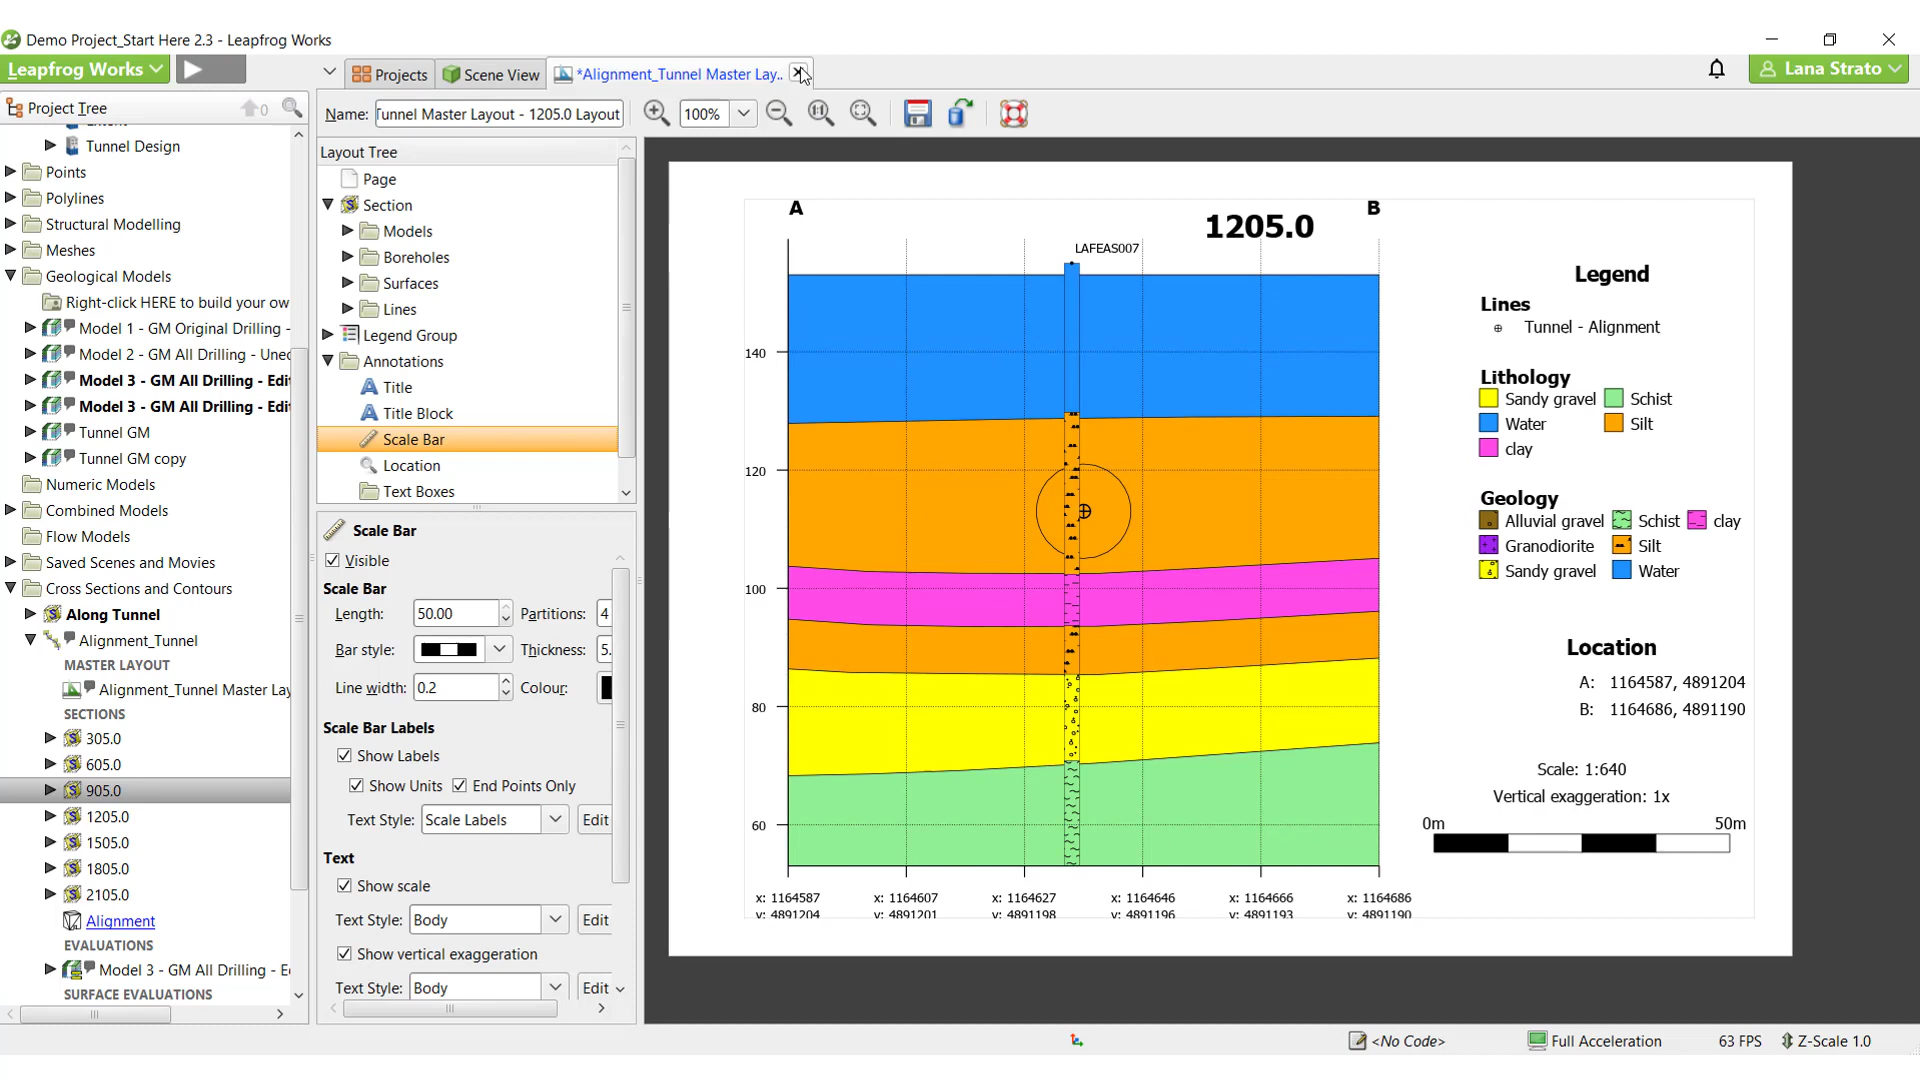 Demo Project_Start Here 2.3 - Leapfrog Works
Leapfrog Works
Projects
Scene View
*Alignment_Tunnel Master Lay..
Lana Strato
Project Tree
0
Name:
Tunnel Master Layout - 1205.0 Layout
100%
Tunnel Design
Points
Polylines
Structural Modelling
Meshes
Geological Models
Right-click HERE to build your ow
Model 1 - GM Original Drilling -
Model 2 - GM All Drilling - Une
Model 3 - GM All Drilling - Edit
Model 3 - GM All Drilling - Edit
Tunnel GM
Tunnel GM copy
Numeric Models
Combined Models
Flow Models
Saved Scenes and Movies
Cross Sections and Contours
Along Tunnel
Alignment_Tunnel
MASTER LAYOUT
Alignment_Tunnel Master Lay
SECTIONS
305.0
605.0
905.0
1205.0
1505.0
1805.0
2105.0
Alignment
EVALUATIONS
Model 3 - GM All Drilling - E
SURFACE EVALUATIONS
Layout Tree
Page
Section
Models
Boreholes
Surfaces
Lines
Legend Group
Annotations
Title
Title Block
Scale Bar
Location
Text Boxes
Scale Bar
Visible
Scale Bar
Length: 50.00 Partitions: 4
Bar style: Thickness: 5.
Line width: 0.2 Colour:
Scale Bar Labels
Show Labels
Show Units End Points Only
Text Style: Scale Labels Edit
Text
Show scale
Text Style: Body Edit
Show vertical exaggeration
Text Style: Body Edit
A
B
1205.0
LAFEAS007
140
120
100
80
60
x: 1164587 x: 1164607 x: 1164627 x: 1164646 x: 1164666 x: 1164686
y: 4891204 y: 4891201 y: 4891198 y: 4891196 y: 4891193 y: 4891190
Legend
Lines
Tunnel - Alignment
Lithology
Sandy gravel Schist
Water Silt
clay
Geology
Alluvial gravel Schist clay
Granodiorite Silt
Sandy gravel Water
Location
A: 1164587, 4891204
B: 1164686, 4891190
Scale: 1:640
Vertical exaggeration: 1x
0m 50m
<No Code>
Full Acceleration
63 FPS
Z-Scale 1.0